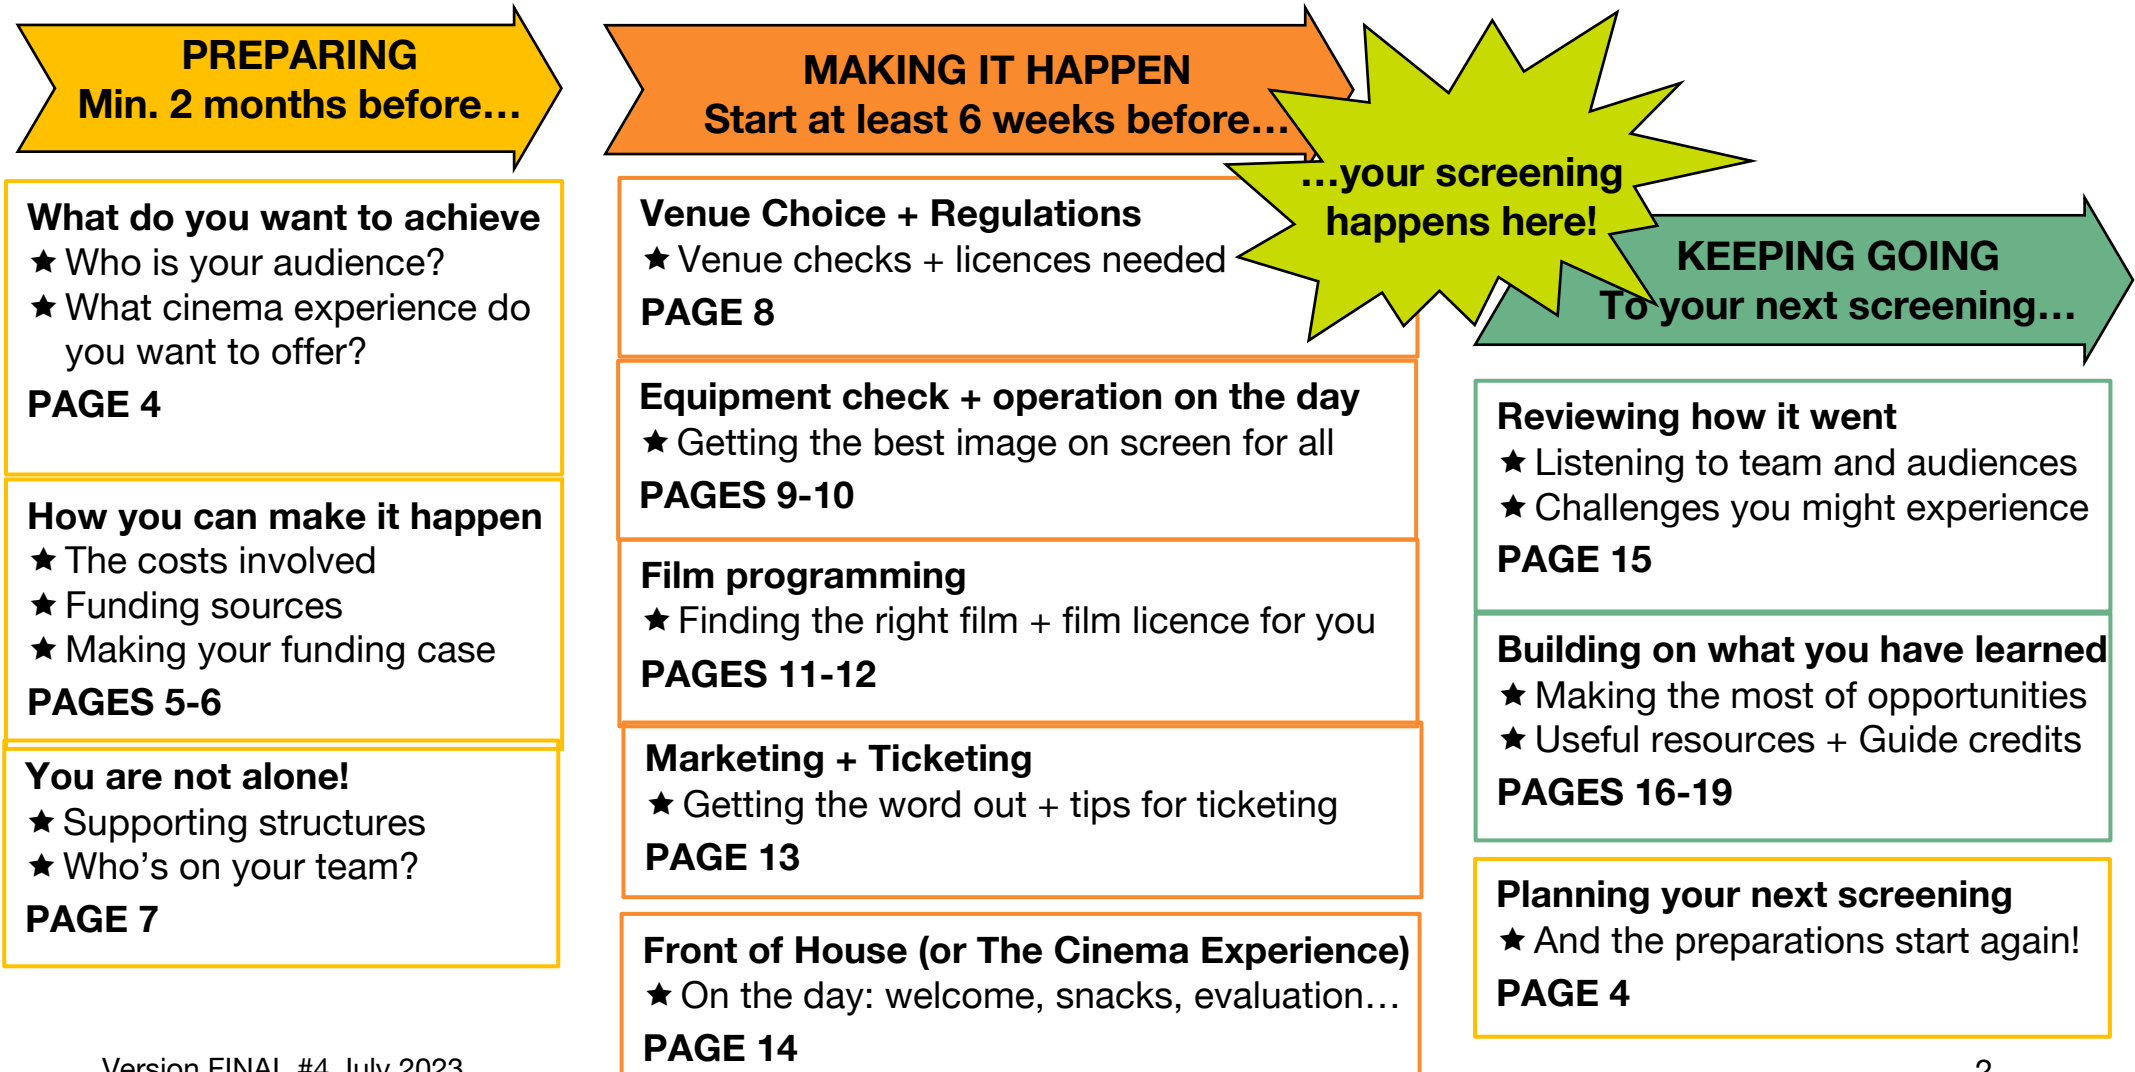 PREPARING
Min. 2 months before…
What do you want to achieve
★ Who is your audience?
★ What cinema experience do
you want to offer?
PAGE 4
How you can make it happen
★ The costs involved
★ Funding sources
★ Making your funding case
PAGES 5-6
You are not alone!
★ Supporting structures
★ Who’s on your team?
PAGE 7
MAKING IT HAPPEN
Start at least 6 weeks before…
…your screening
happens here!
Venue Choice + Regulations
★ Venue checks + licences needed
PAGE 8
Equipment check + operation on the day
★ Getting the best image on screen for all
PAGES 9-10
Film programming
★ Finding the right film + film licence for you
PAGES 11-12
Marketing + Ticketing
★ Getting the word out + tips for ticketing
PAGE 13
Front of House (or The Cinema Experience)
★ On the day: welcome, snacks, evaluation…
PAGE 14
KEEPING GOING
To your next screening…
Reviewing how it went
★ Listening to team and audiences
★ Challenges you might experience
PAGE 15
Building on what you have learned
★ Making the most of opportunities
★ Useful resources + Guide credits
PAGES 16-19
Planning your next screening
★ And the preparations start again!
PAGE 4
Version FINAL #4 July 2023
2